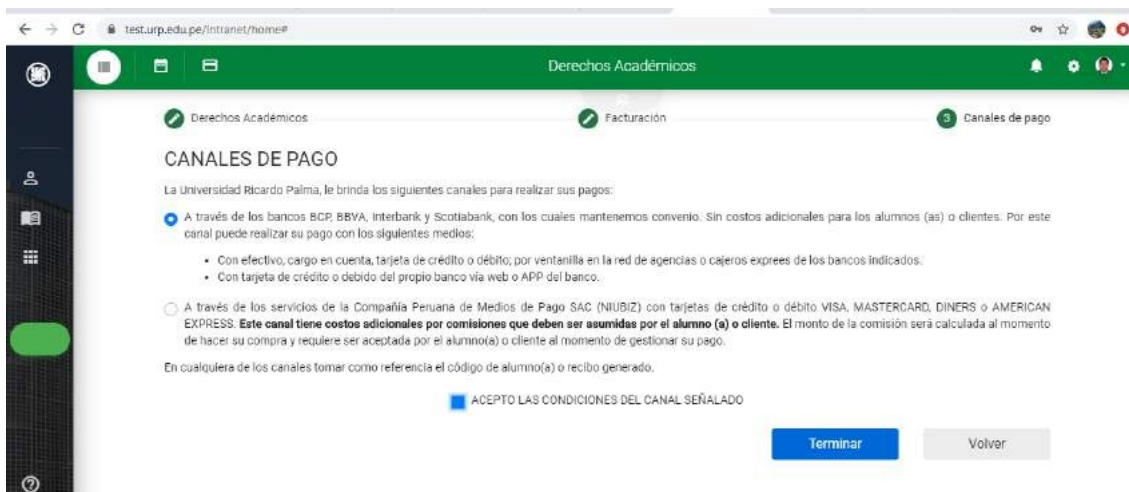 test.urp.edu.pe/intranet/home#
Derechos Académicos
Derechos Académicos
Facturación
3 Canales de pago
CANALES DE PAGO
La Universidad Ricardo Palma, le brinda los siguientes canales para realizar sus pagos:
A través de los bancos BCP, BBVA, Interbank y Scotiabank, con los cuales mantenemos convenio. Sin costos adicionales para los alumnos (as) o clientes. Por este
canal puede realizar su pago con los siguientes medios:
• Con efectivo, cargo en cuenta, tarjeta de crédito o débito; por ventanilla en la red de agencias o cajeros exprees de los bancos indicados.
• Con tarjeta de crédito o debido del propio banco vía web o APP del banco.
A través de los servicios de la Compañía Peruana de Medios de Pago SAC (NIUBIZ) con tarjetas de crédito o débito VISA, MASTERCARD, DINERS o AMERICAN
EXPRESS. Este canal tiene costos adicionales por comisiones que deben ser asumidas por el alumno (a) o cliente. El monto de la comisión será calculada al momento
de hacer su compra y requiere ser aceptada por el alumno(a) o cliente al momento de gestionar su pago.
En cualquiera de los canales tomar como referencia el código de alumno(a) o recibo generado.
ACEPTO LAS CONDICIONES DEL CANAL SEÑALADO
Terminar
Volver